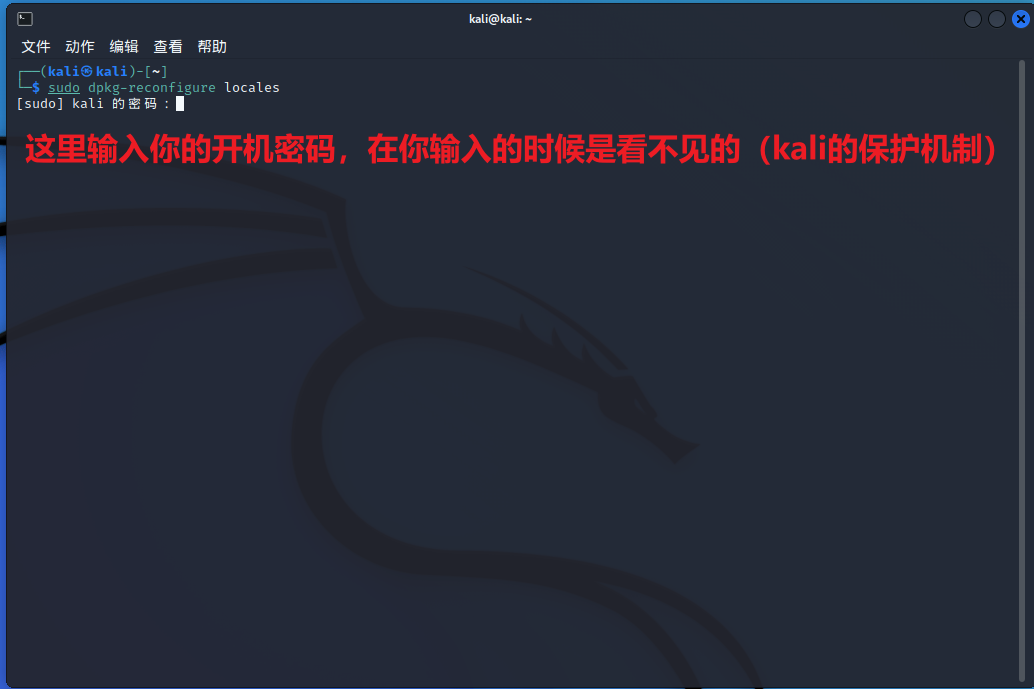 kali@kali: ~
文件 动作 编辑 查看 帮助
┌──(kali㉿kali)-[~]
└─$ sudo dpkg-reconfigure locales
[sudo] kali 的密码：
这里输入你的开机密码，在你输入的时候是看不见的（kali的保护机制）